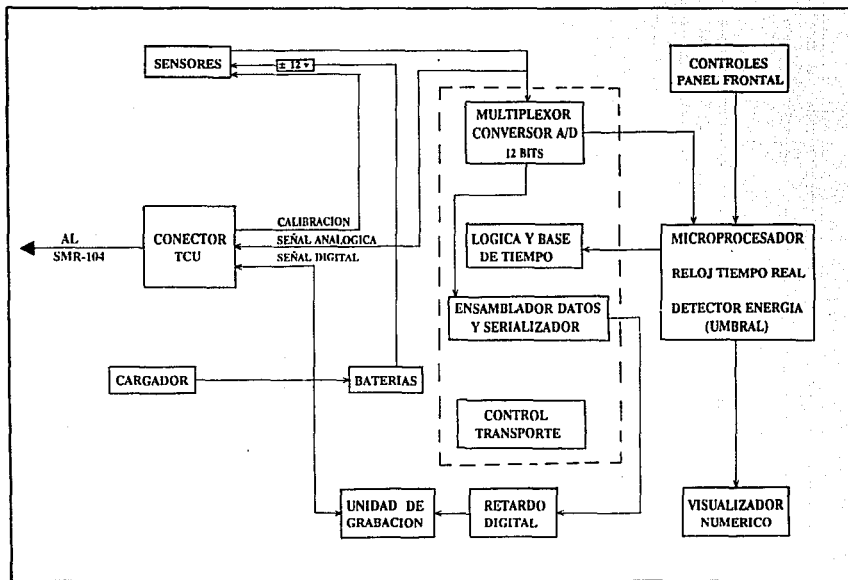 SENSORES
± 12 v
CONTROLES
PANEL FRONTAL
MULTIPLEXOR
CONVERSOR A/D
12 BITS
AL
SMR-104
CONECTOR
TCU
CALIBRACION
SEÑAL ANALOGICA
SEÑAL DIGITAL
LOGICA Y BASE
DE TIEMPO
MICROPROCESADOR
RELOJ TIEMPO REAL
DETECTOR ENERGIA
(UMBRAL)
ENSAMBLADOR DATOS
Y SERIALIZADOR
CARGADOR
BATERIAS
CONTROL
TRANSPORTE
UNIDAD DE
GRABACION
RETARDO
DIGITAL
VISUALIZADOR
NUMERICO